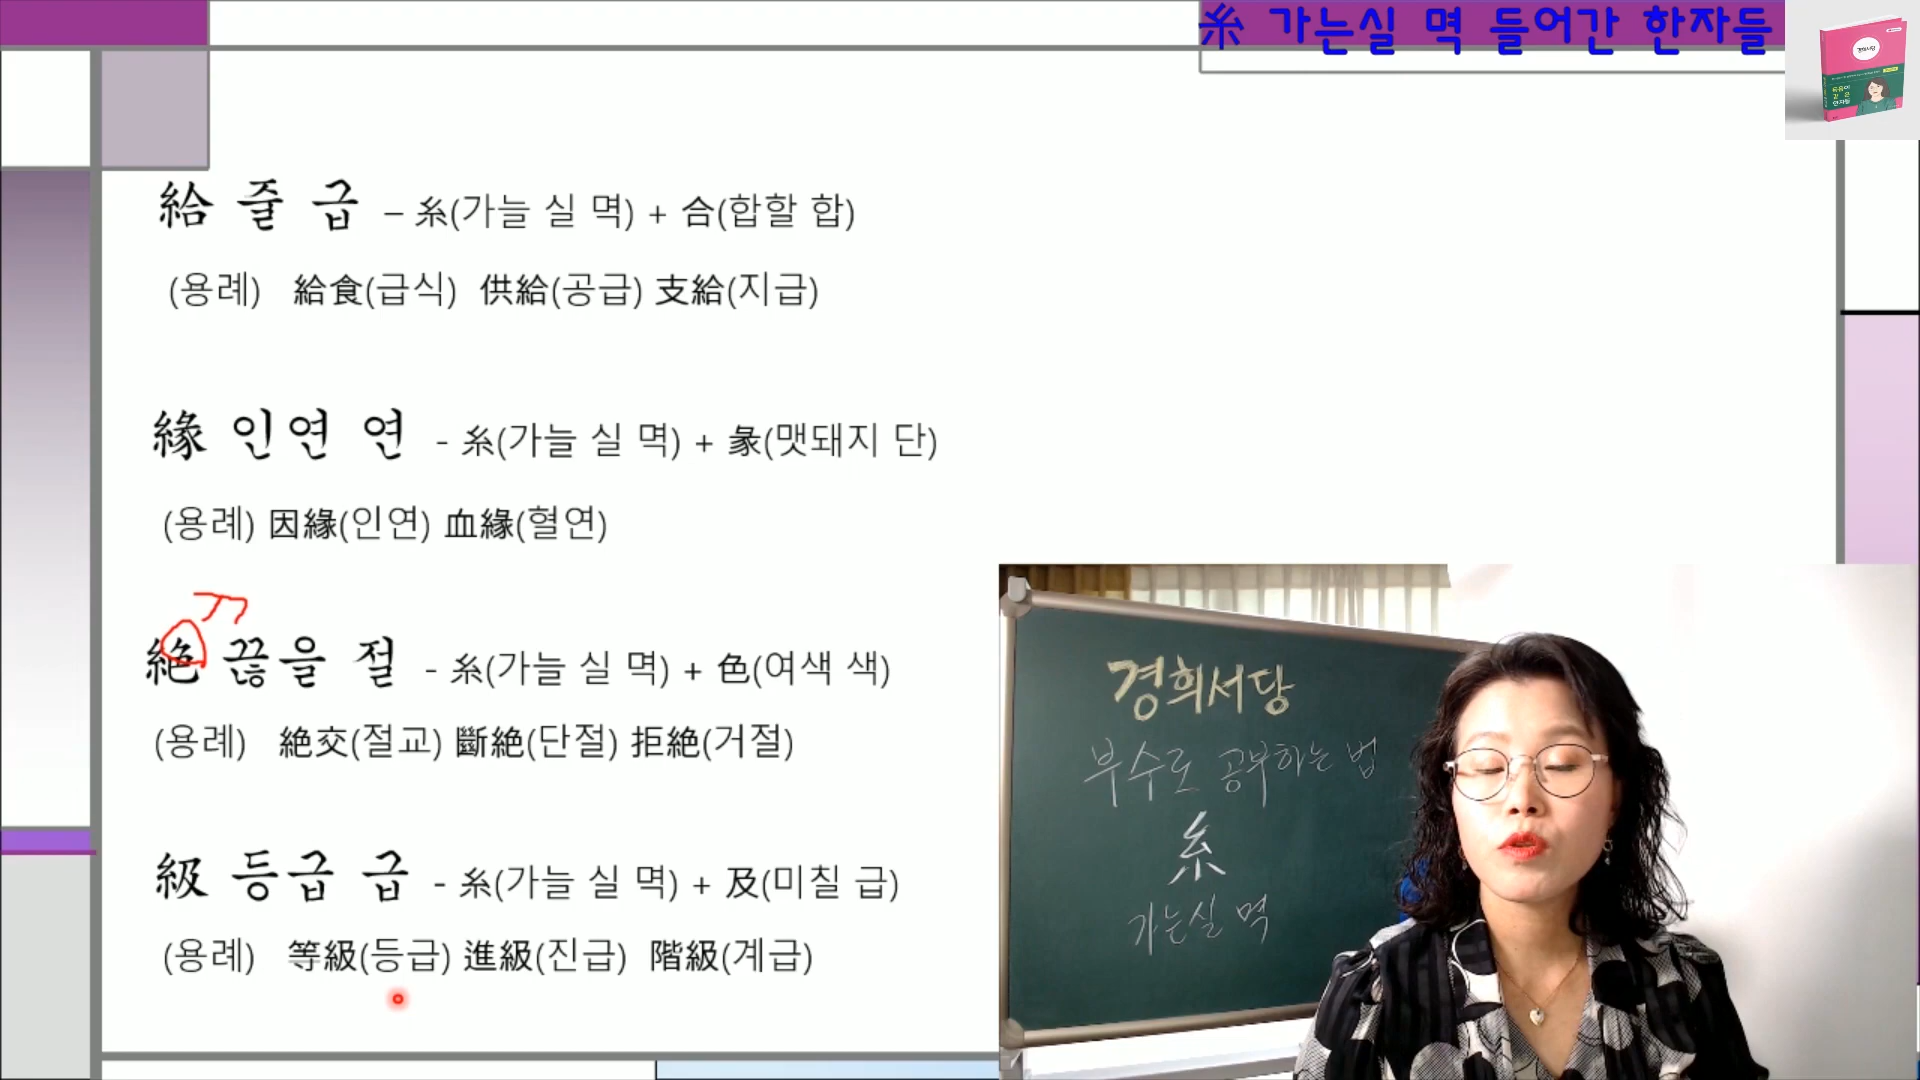 糸 가는실 멱 들어간 한자들
給 줄 급 – 糸(가늘 실 멱) + 合(합할 합)
(용례) 給食(급식) 供給(공급) 支給(지급)
緣 인연 연 - 糸(가늘 실 멱) + 彖(맷돼지 단)
(용례) 因緣(인연) 血緣(혈연)
絶 끊을 절 - 糸(가늘 실 멱) + 色(여색 색)
(용례) 絶交(절교) 斷絶(단절) 拒絶(거절)
級 등급 급 - 糸(가늘 실 멱) + 及(미칠 급)
(용례) 等級(등급) 進級(진급) 階級(계급)
경희서당
부수로 공부하는 법
糸
가는실 멱